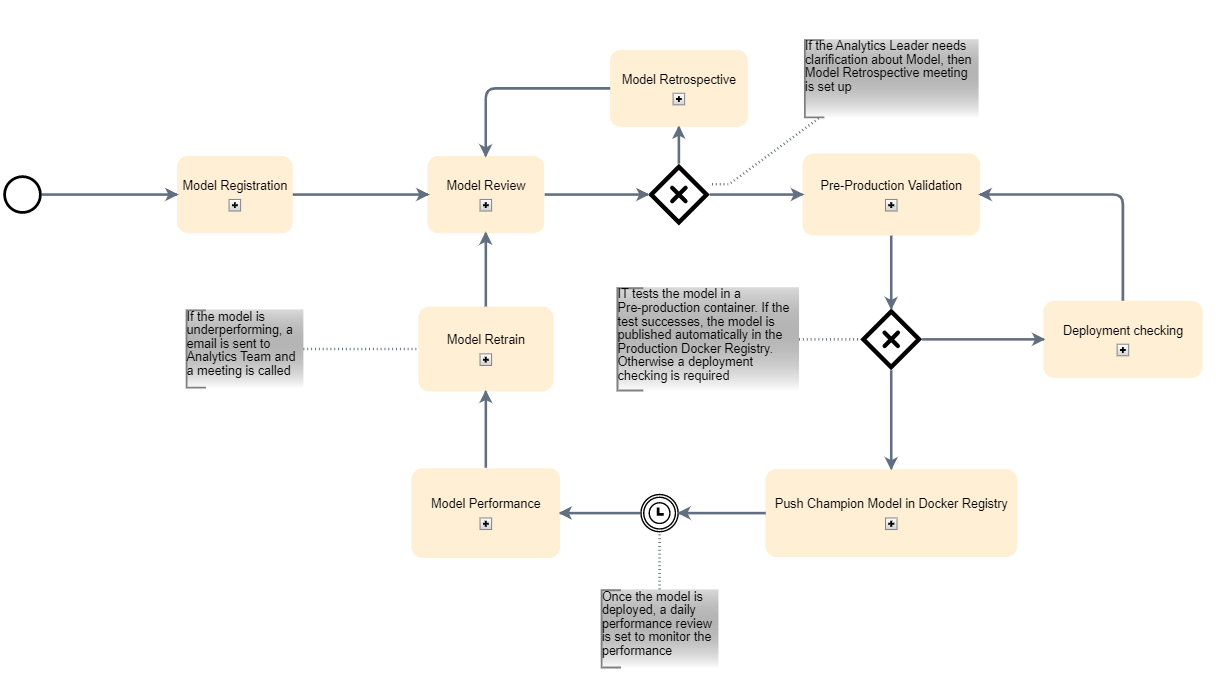 If the Analytics Leader needs
clarification about Model, then
Model Retrospective meeting
is set up
Model Retrospective
Model Registration
Model Review
Pre-Production Validation
IT tests the model in a
Pre-production container. If the
test successes, the model is
published automatically in the
Production Docker Registry.
Otherwise a deployment
checking is required
If the model is
underperforming, a
email is sent to
Analytics Team and
a meeting is called
Model Retrain
Deployment checking
Model Performance
Push Champion Model in Docker Registry
Once the model is
deployed, a daily
performance review
is set to monitor the
performance